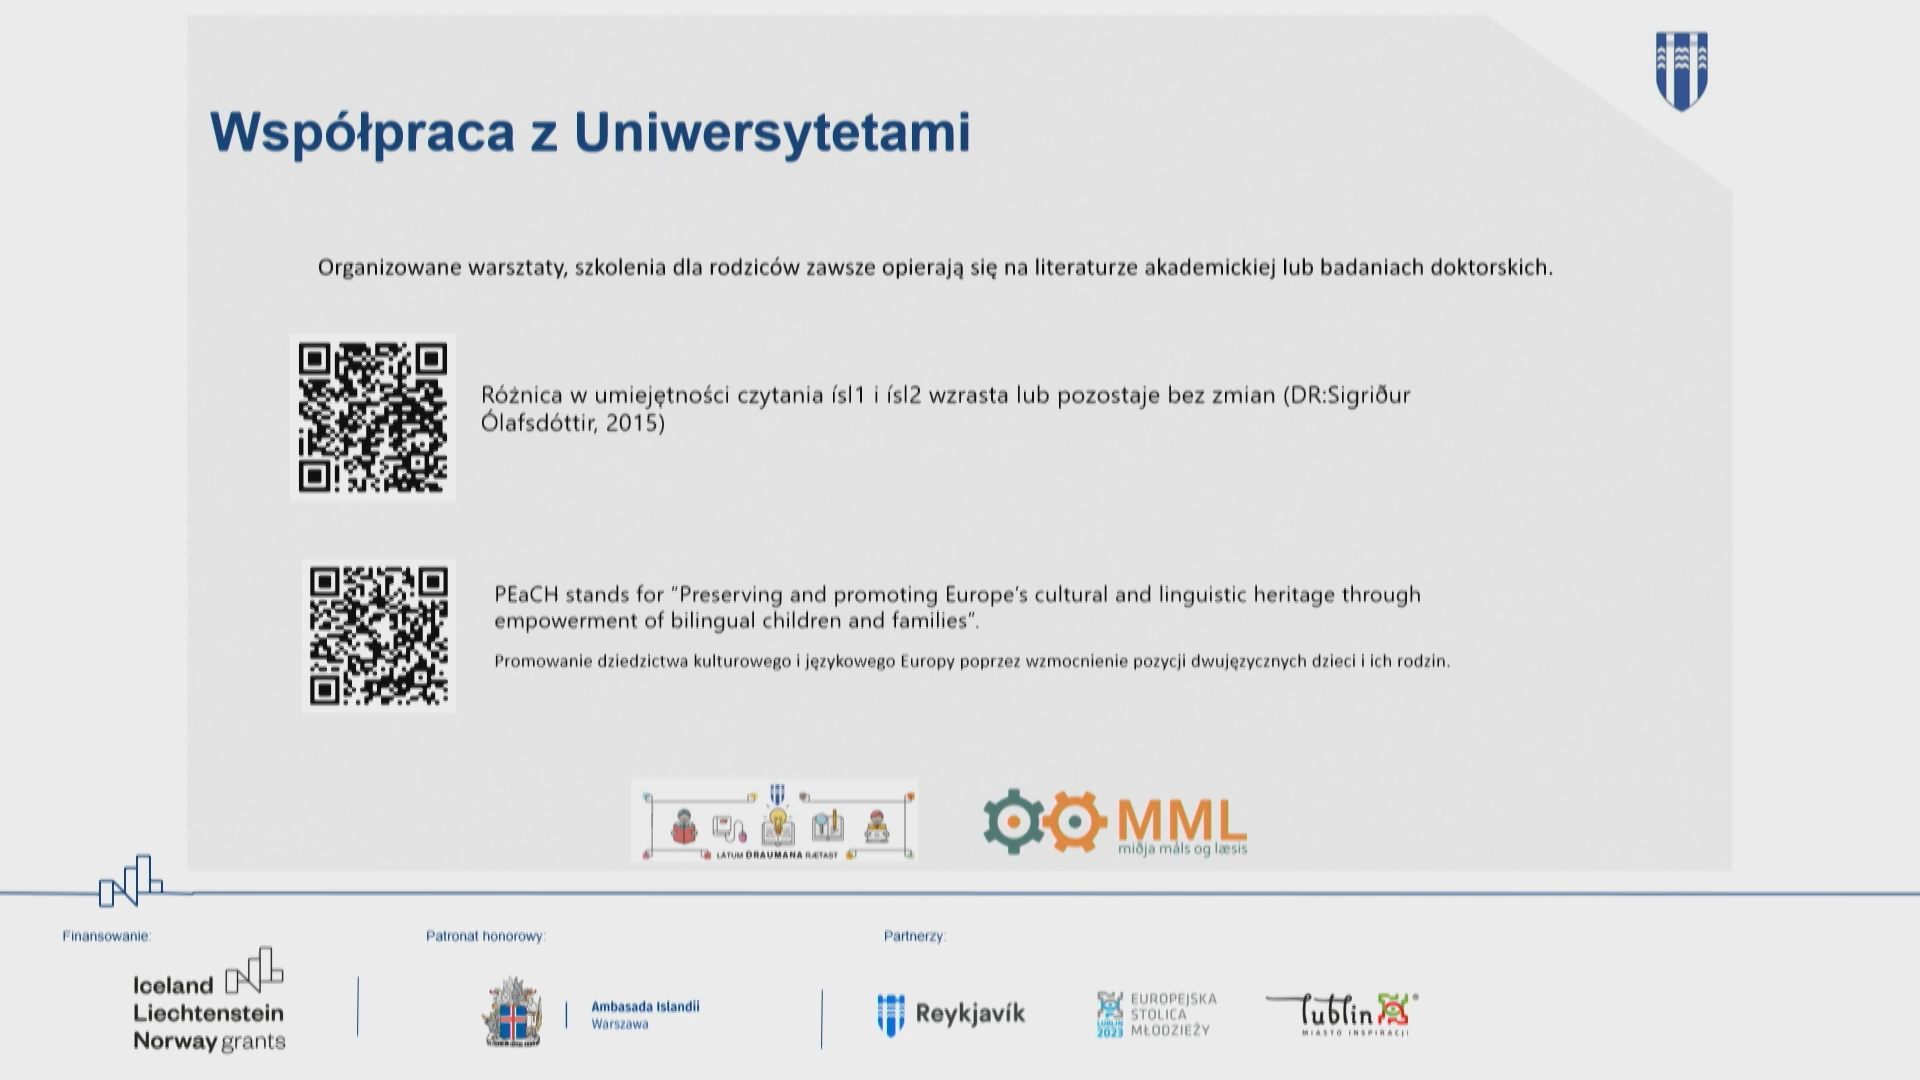 Współpraca z Uniwersytetami
Organizowane warsztaty, szkolenia dla rodziców zawsze opierają się na literaturze akademickiej lub badaniach doktorskich.
Różnica w umiejętności czytania ísl1 i ísl2 wzrasta lub pozostaje bez zmian (DR:Sigriður
Ólafsdóttir, 2015)
PEaCH stands for “Preserving and promoting Europe’s cultural and linguistic heritage through
empowerment of bilingual children and families”.
Promowanie dziedzictwa kulturowego i językowego Europy poprzez wzmocnienie pozycji dwujęzycznych dzieci i ich rodzin.
LÁTUM DRAUMANA RÆTAST
MML
miðja máls og læsis
Finansowanie:
Patronat honorowy:
Partnerzy:
Iceland
Liechtenstein
Norway grants
Ambasada Islandii
Warszawa
Reykjavík
LUBLIN
2023
EUROPEJSKA
STOLICA
MŁODZIEŻY
Lublin
MIASTO INSPIRACJI